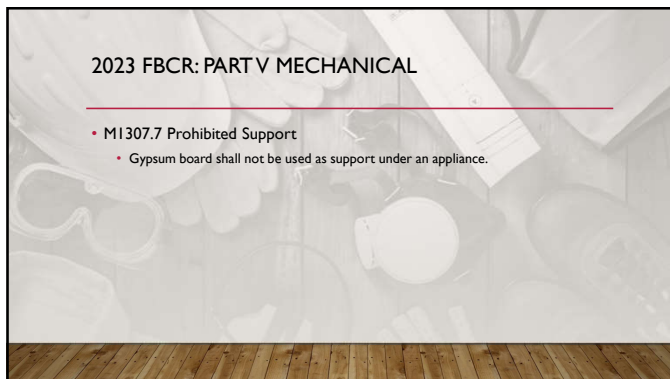 2023 FBCR: PART V MECHANICAL
• M1307.7 Prohibited Support
• Gypsum board shall not be used as support under an appliance.